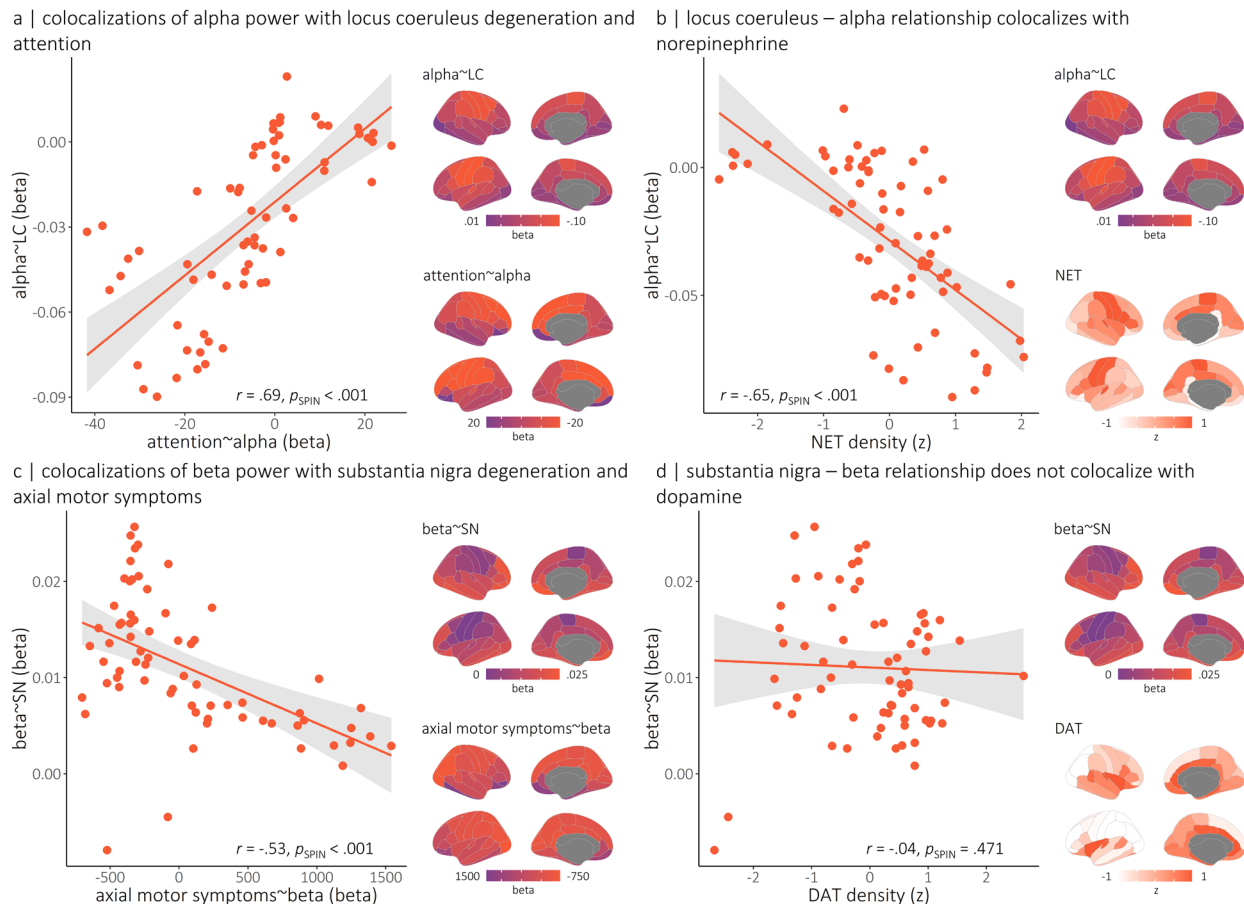 a | colocalizations of alpha power with locus coeruleus degeneration and
attention
alpha~LC (beta)
0.00
-0.03
-0.06
-0.09
-40
-20
0
20
attention~alpha (beta)
r = .69, pSPIN < .001
alpha~LC
.01
-.10
beta
attention~alpha
20
-20
beta
b | locus coeruleus – alpha relationship colocalizes with
norepinephrine
alpha~LC (beta)
0.00
-0.05
-2
-1
0
1
2
NET density (z)
r = -.65, pSPIN < .001
alpha~LC
.01
-.10
beta
NET
-1
1
z
c | colocalizations of beta power with substantia nigra degeneration and
axial motor symptoms
beta~SN (beta)
0.02
0.01
0.00
-500
0
500
1000
1500
axial motor symptoms~beta (beta)
r = -.53, pSPIN < .001
beta~SN
0
.025
beta
axial motor symptoms~beta
1500
-750
beta
d | substantia nigra – beta relationship does not colocalize with
dopamine
beta~SN (beta)
0.02
0.01
0.00
-2
-1
0
1
2
DAT density (z)
r = -.04, pSPIN = .471
beta~SN
0
.025
beta
DAT
-1
1
z